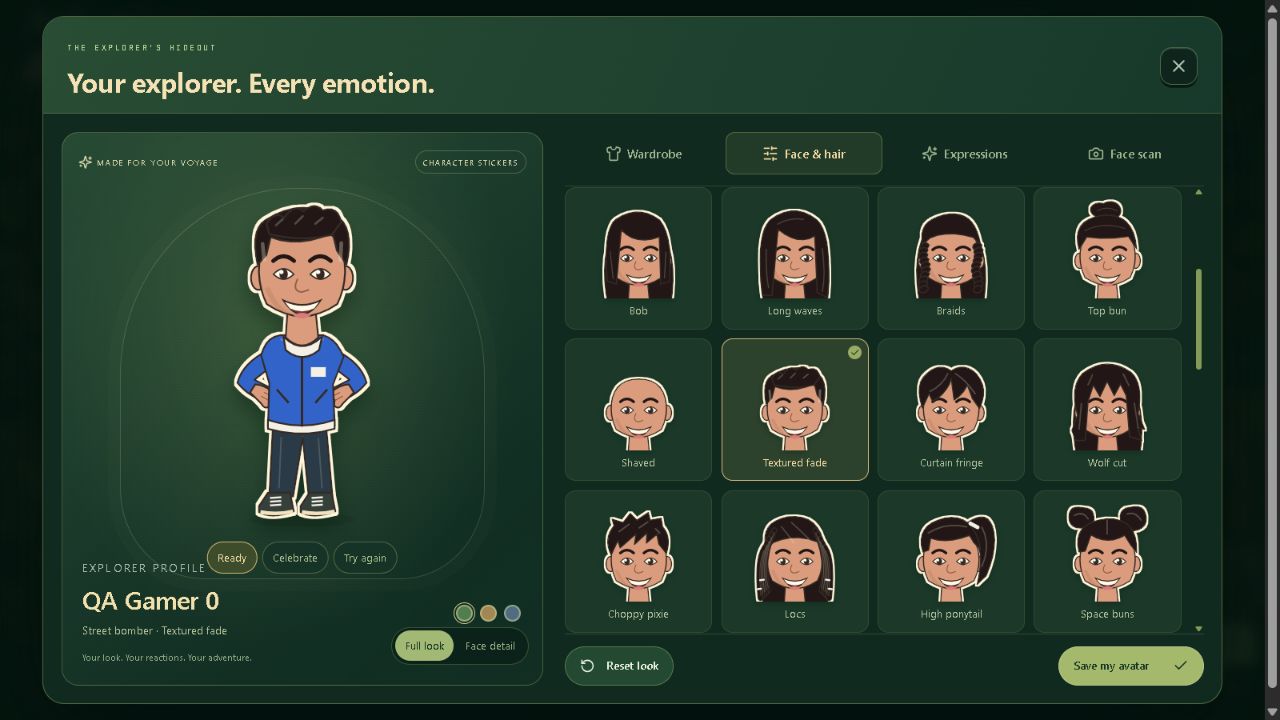 THE EXPLORER'S HIDEOUT
Your explorer. Every emotion.
MADE FOR YOUR VOYAGE
CHARACTER STICKERS
Ready
Celebrate
Try again
EXPLORER PROFILE
QA Gamer 0
Street bomber · Textured fade
Your look. Your reactions. Your adventure.
Full look
Face detail
Wardrobe
Face & hair
Expressions
Face scan
Bob
Long waves
Braids
Top bun
Shaved
Textured fade
Curtain fringe
Wolf cut
Choppy pixie
Locs
High ponytail
Space buns
Reset look
Save my avatar